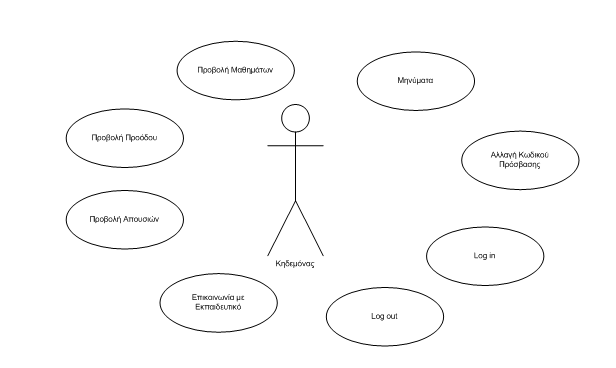 Προβολή Μαθημάτων
Μηνύματα
Προβολή Προόδου
Αλλαγή Κωδικού
Πρόσβασης
Προβολή Απουσιών
Log in
Κηδεμόνας
Επικοινωνία με
Εκπαιδευτικό
Log out